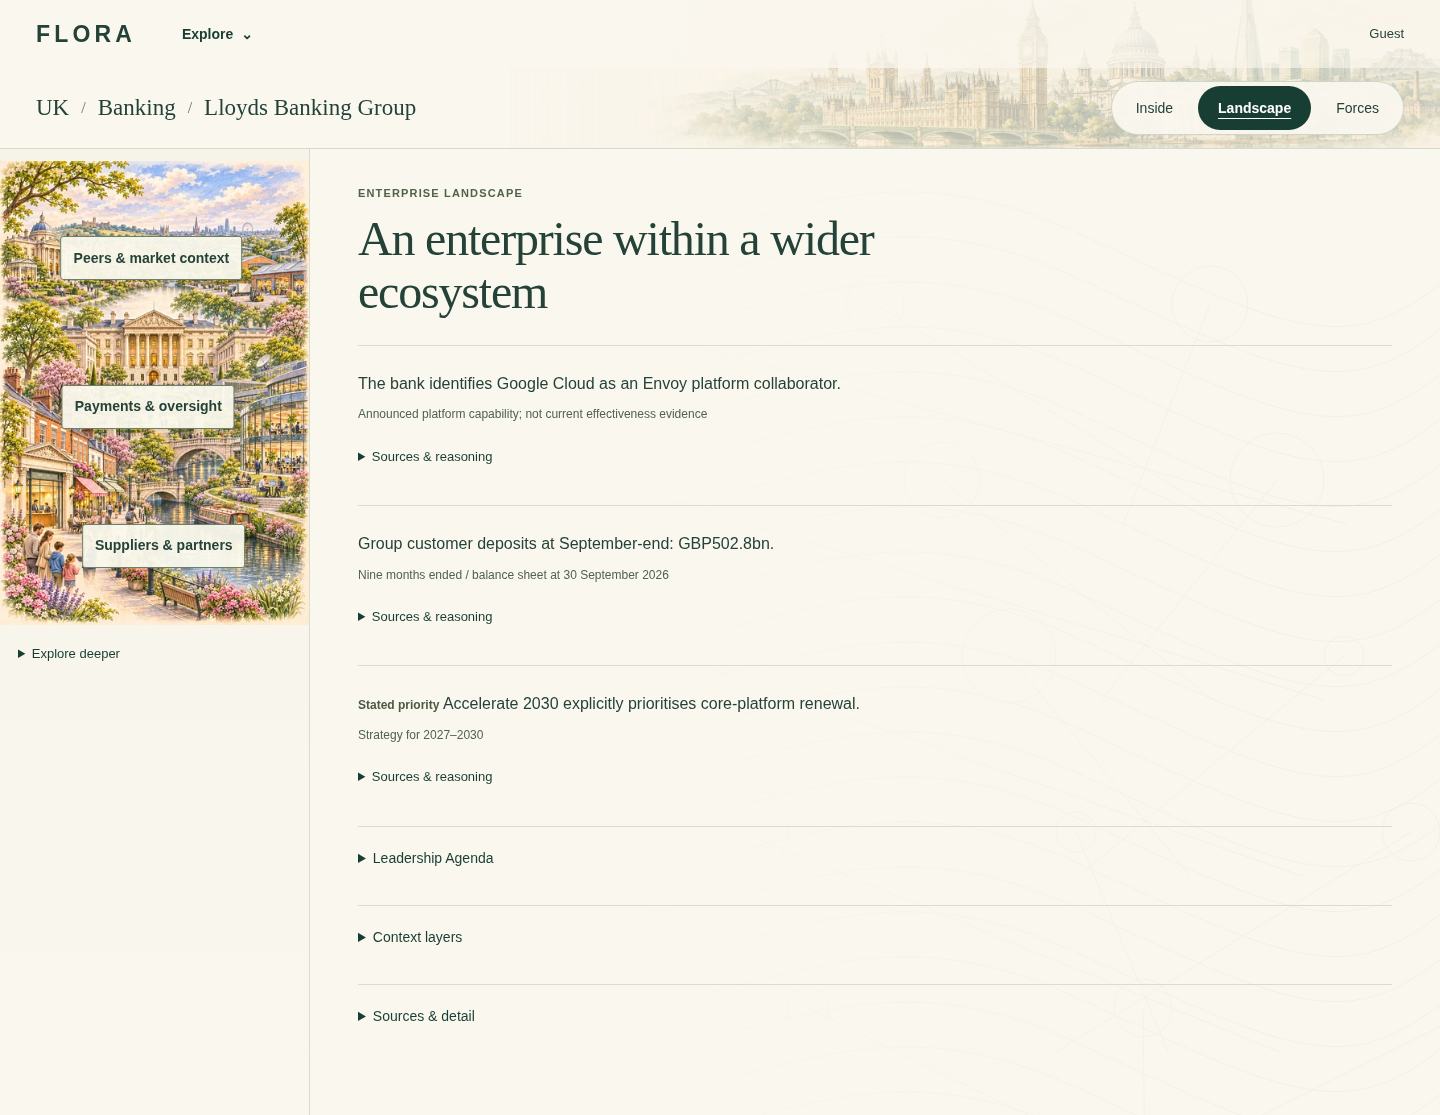 FLORA
Explore
Guest
UK / Banking / Lloyds Banking Group
Inside
Landscape
Forces
Peers & market context
Payments & oversight
Suppliers & partners
Explore deeper
ENTERPRISE LANDSCAPE
An enterprise within a wider
ecosystem
The bank identifies Google Cloud as an Envoy platform collaborator.
Announced platform capability; not current effectiveness evidence
Sources & reasoning
Group customer deposits at September-end: GBP502.8bn.
Nine months ended / balance sheet at 30 September 2026
Sources & reasoning
Stated priority Accelerate 2030 explicitly prioritises core-platform renewal.
Strategy for 2027–2030
Sources & reasoning
Leadership Agenda
Context layers
Sources & detail